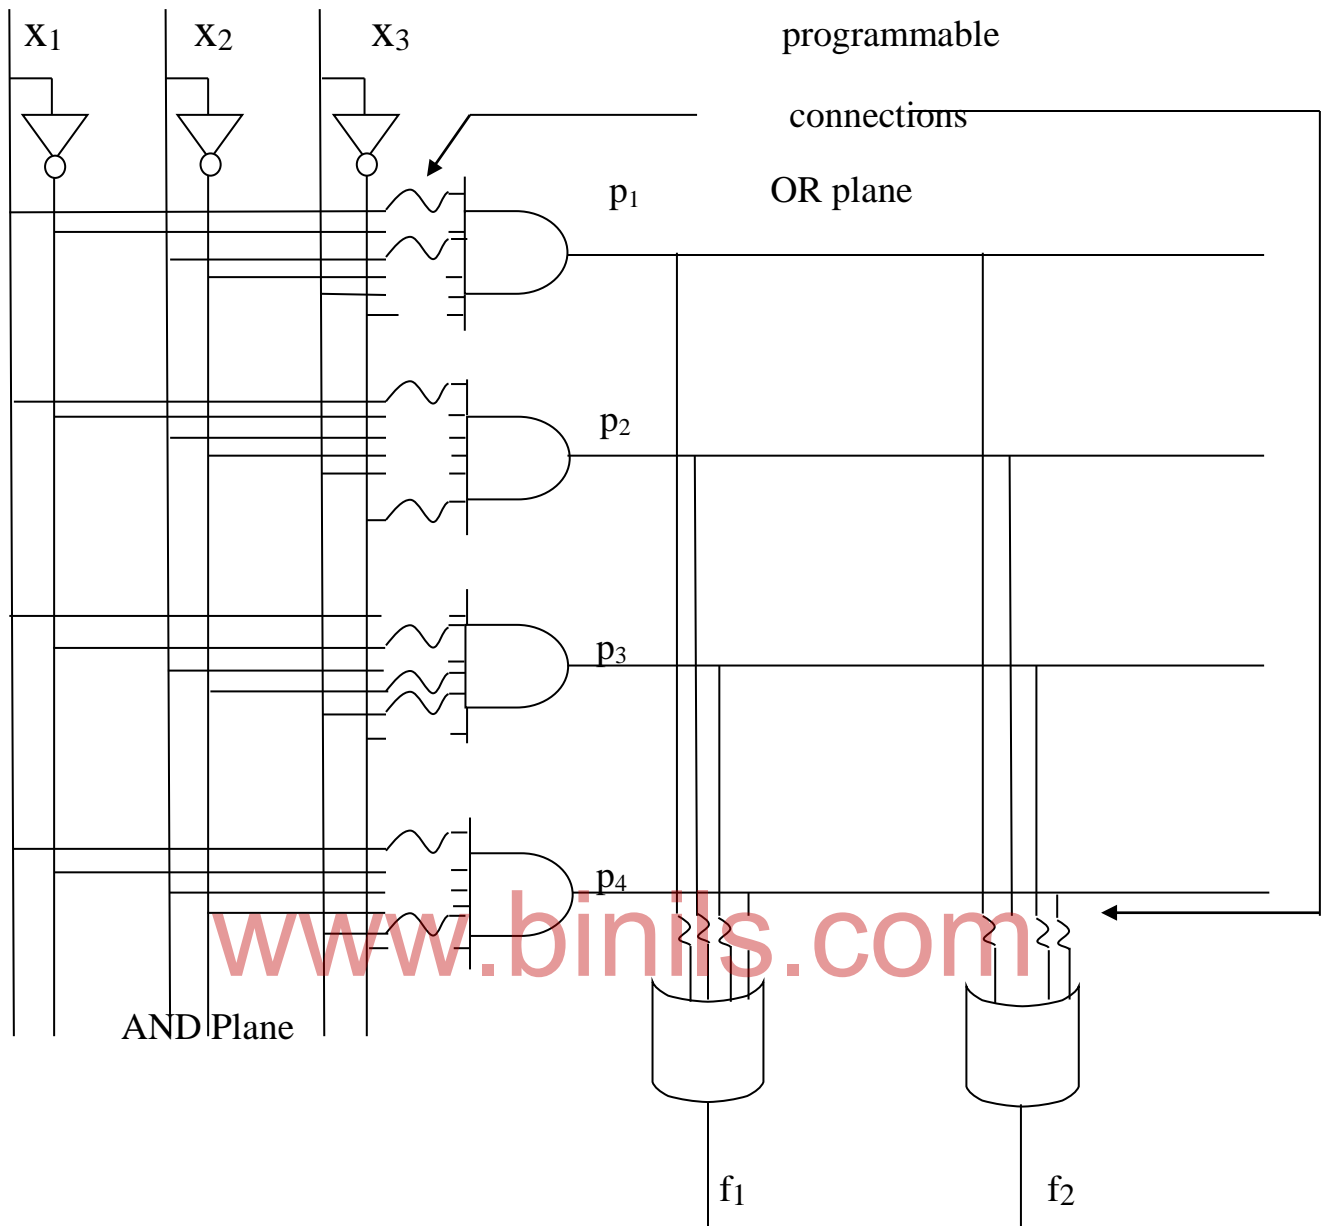 x₁ x₂ x₃ programmable
connections
p₁ OR plane
p₂
p₃
p₄
www.binils.com
AND Plane
f₁ f₂